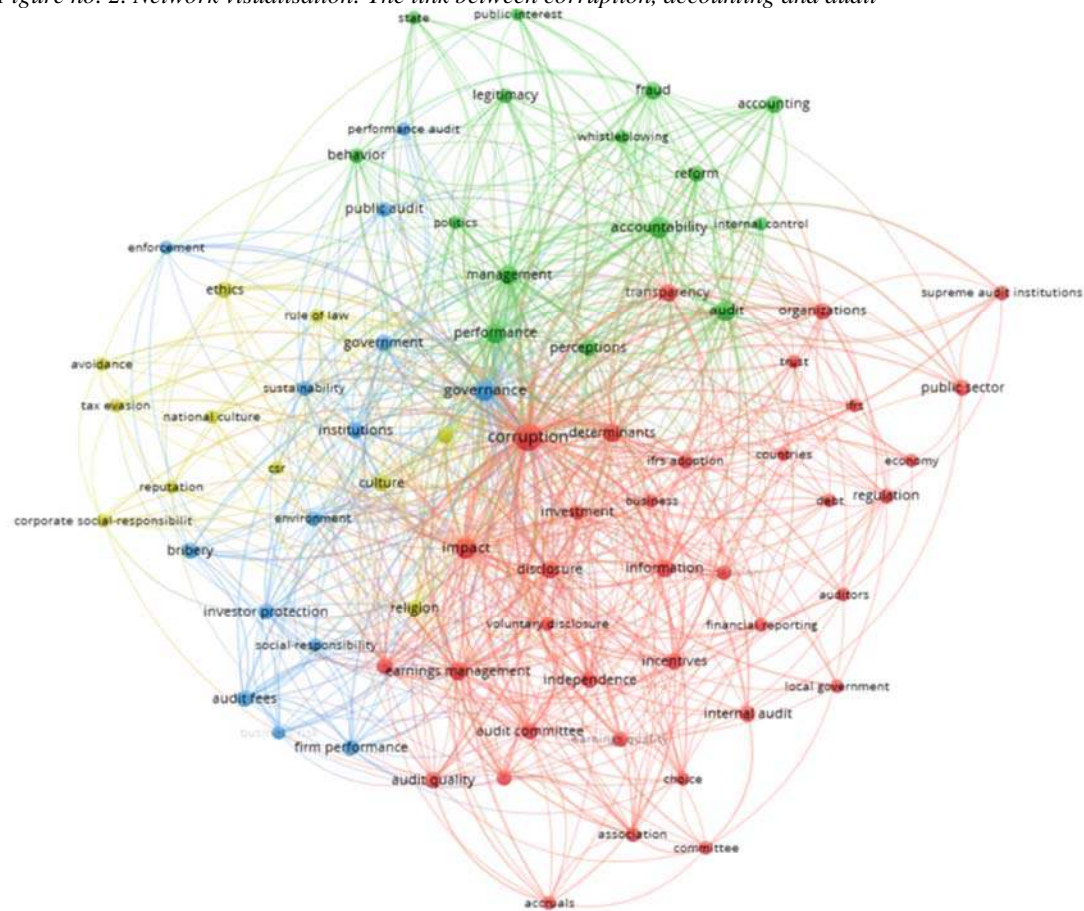 Figure no. 2. Network visualisation: The link between corruption, accounting and audit
state
public interest
legitimacy
fraud
accounting
performance audit
whistleblowing
behavior
reform
public audit
politics
accountability
internal control
enforcement
management
ethics
transparency
supreme audit institutions
rule of law
audit
organizations
government
performance
perceptions
avoidance
trust
sustainability
governance
public sector
tax evasion
national culture
ifrs
institutions
corruption
determinants
csr
ifrs adoption
countries
economy
reputation
culture
business
debt
regulation
corporate social responsibilit
environment
investment
bribery
impact
disclosure
information
auditors
investor protection
religion
voluntary disclosure
financial reporting
social responsibility
earnings management
independence
incentives
local government
audit fees
internal audit
audit committee
earnings quality
firm performance
audit quality
choice
association
committee
accruals